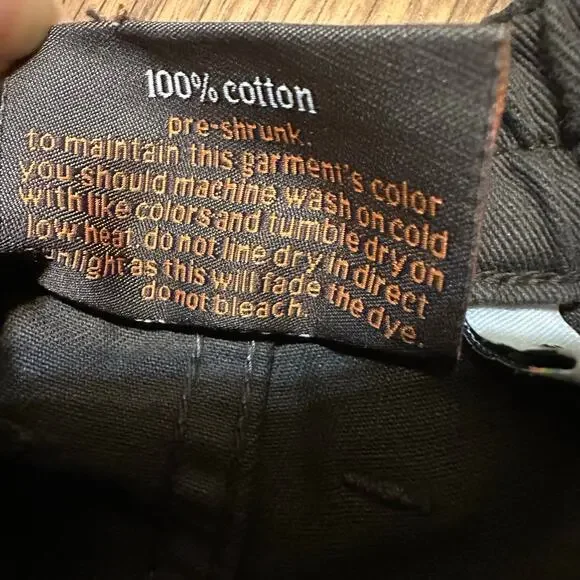 100% cotton
pre-shrunk.
to maintain this garment's color
you should machine wash on cold
with like colors and tumble dry on
low heat. do not line dry in direct
sunlight as this will fade the dye.
do not bleach.